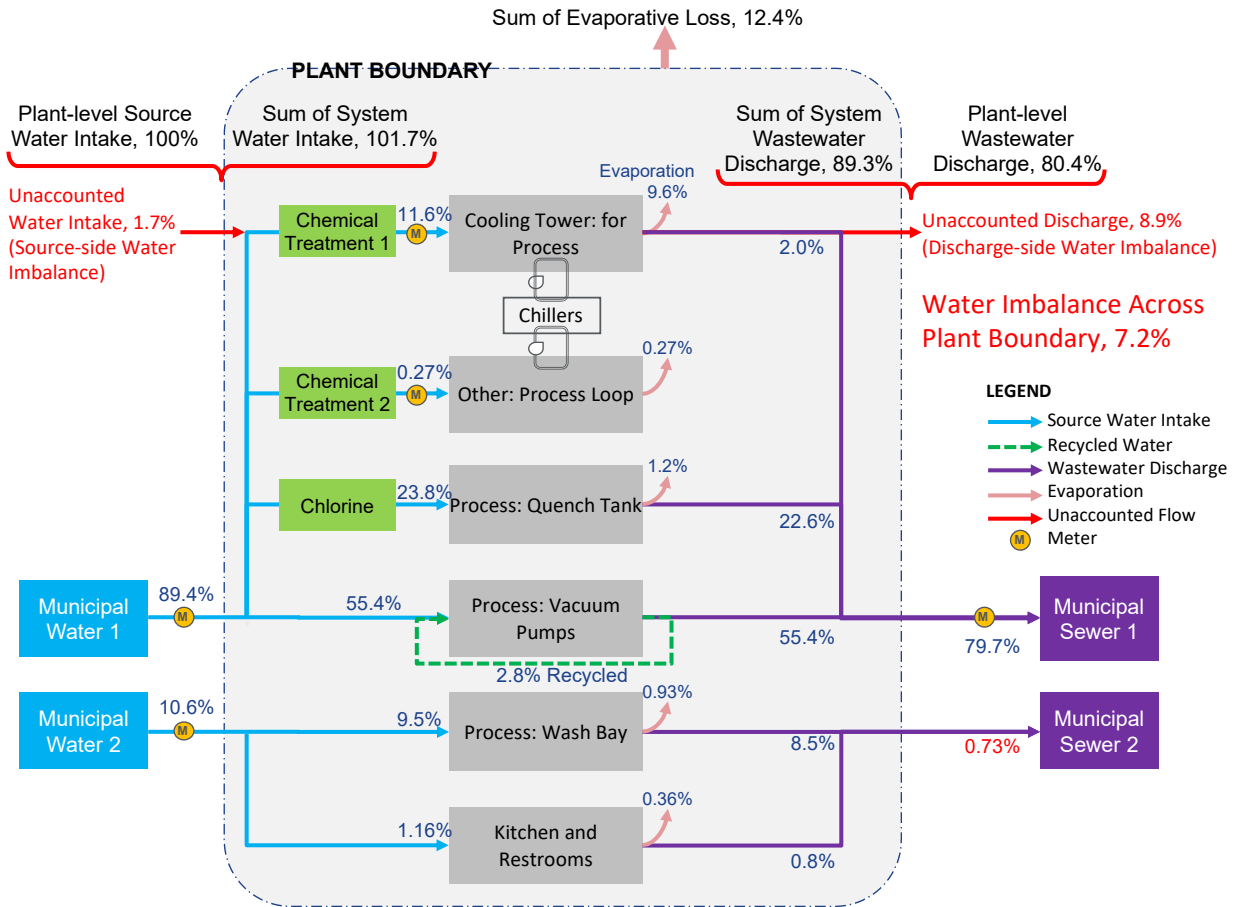 Sum of Evaporative Loss, 12.4%
PLANT BOUNDARY
Plant-level Source
Water Intake, 100%
Sum of System
Water Intake, 101.7%
Sum of System
Wastewater
Discharge, 89.3%
Plant-level
Wastewater
Discharge, 80.4%
Unaccounted
Water Intake, 1.7%
(Source-side Water
Imbalance)
Chemical
Treatment 1
11.6%
M
Cooling Tower: for
Process
Evaporation
9.6%
2.0%
Unaccounted Discharge, 8.9%
(Discharge-side Water Imbalance)
Water Imbalance Across
Plant Boundary, 7.2%
Chillers
Chemical
Treatment 2
0.27%
M
Other: Process Loop
0.27%
LEGEND
Source Water Intake
Recycled Water
Wastewater Discharge
Evaporation
Unaccounted Flow
M
Meter
Chlorine
23.8%
Process: Quench Tank
1.2%
22.6%
Municipal
Water 1
89.4%
M
55.4%
Process: Vacuum
Pumps
55.4%
M
79.7%
Municipal
Sewer 1
2.8% Recycled
Municipal
Water 2
10.6%
M
9.5%
Process: Wash Bay
0.93%
8.5%
0.73%
Municipal
Sewer 2
1.16%
Kitchen and
Restrooms
0.36%
0.8%